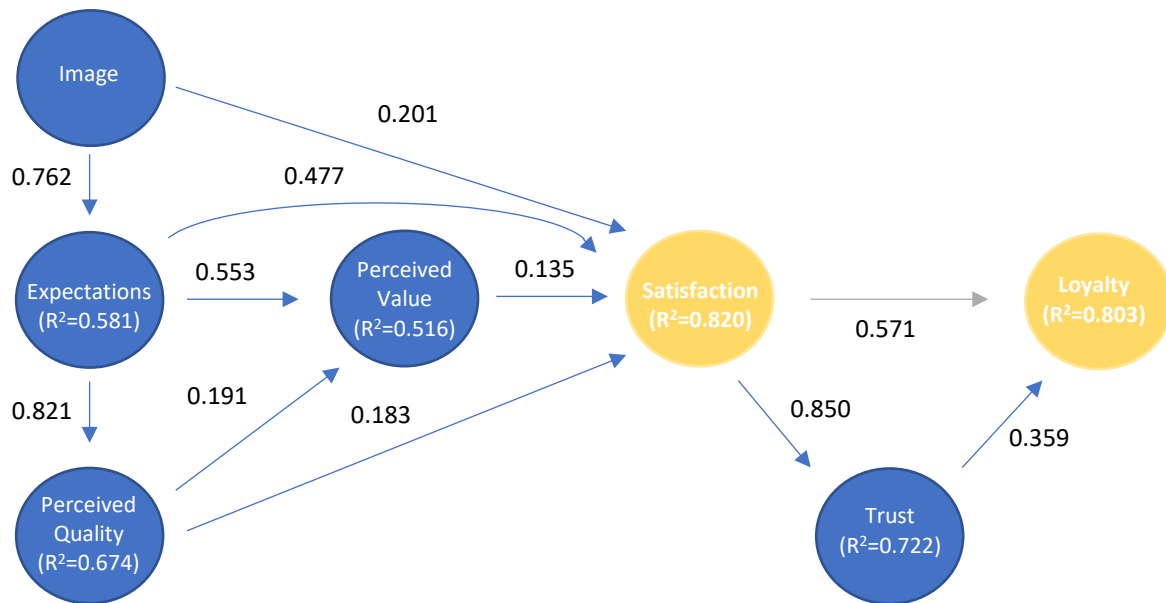 Image
0.201
0.762
0.477
Expectations
(R²=0.581)
0.553
Perceived
Value
(R²=0.516)
0.135
Satisfaction
(R²=0.820)
0.571
Loyalty
(R²=0.803)
0.821
0.191
0.183
0.850
0.359
Perceived
Quality
(R²=0.674)
Trust
(R²=0.722)